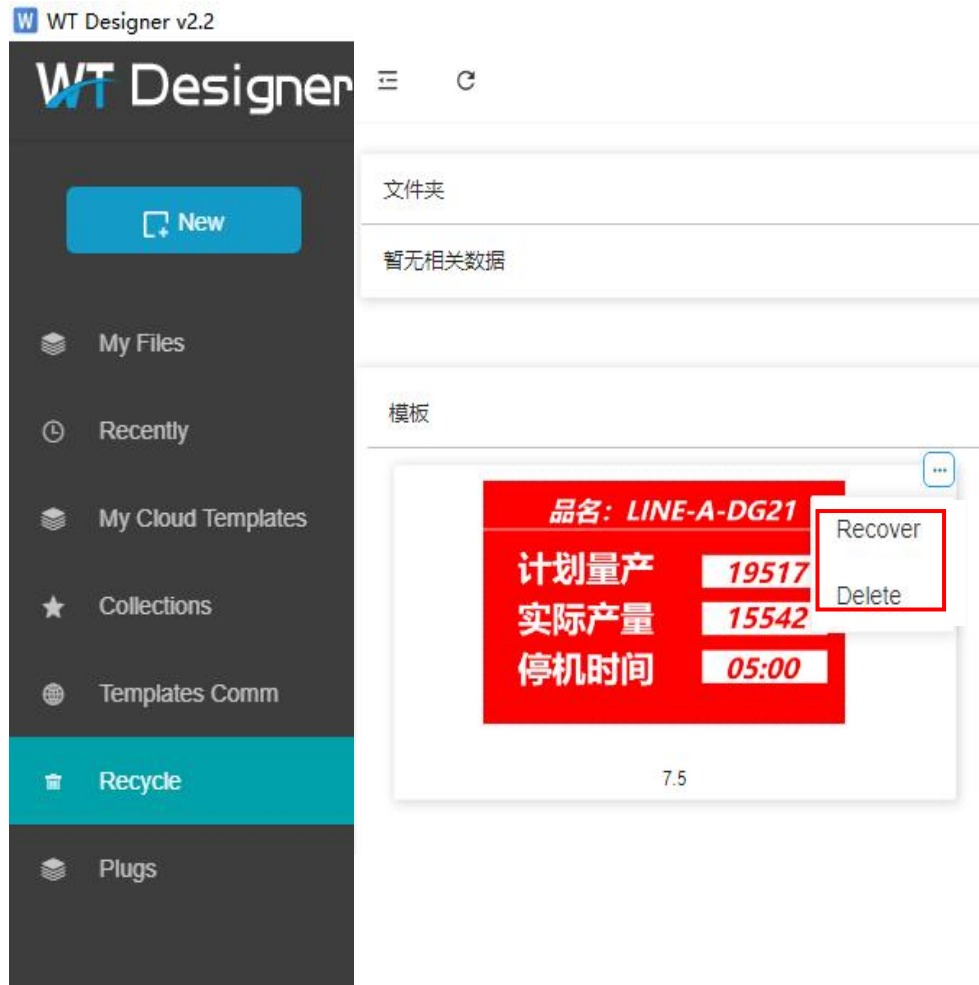 WT Designer v2.2
WT Designer
New
My Files
Recently
My Cloud Templates
Collections
Templates Comm
Recycle
Plugs
文件夹
暂无相关数据
模板
品名：LINE-A-DG21
计划量产 19517
实际产量 15542
停机时间 05:00
Recover
Delete
7.5